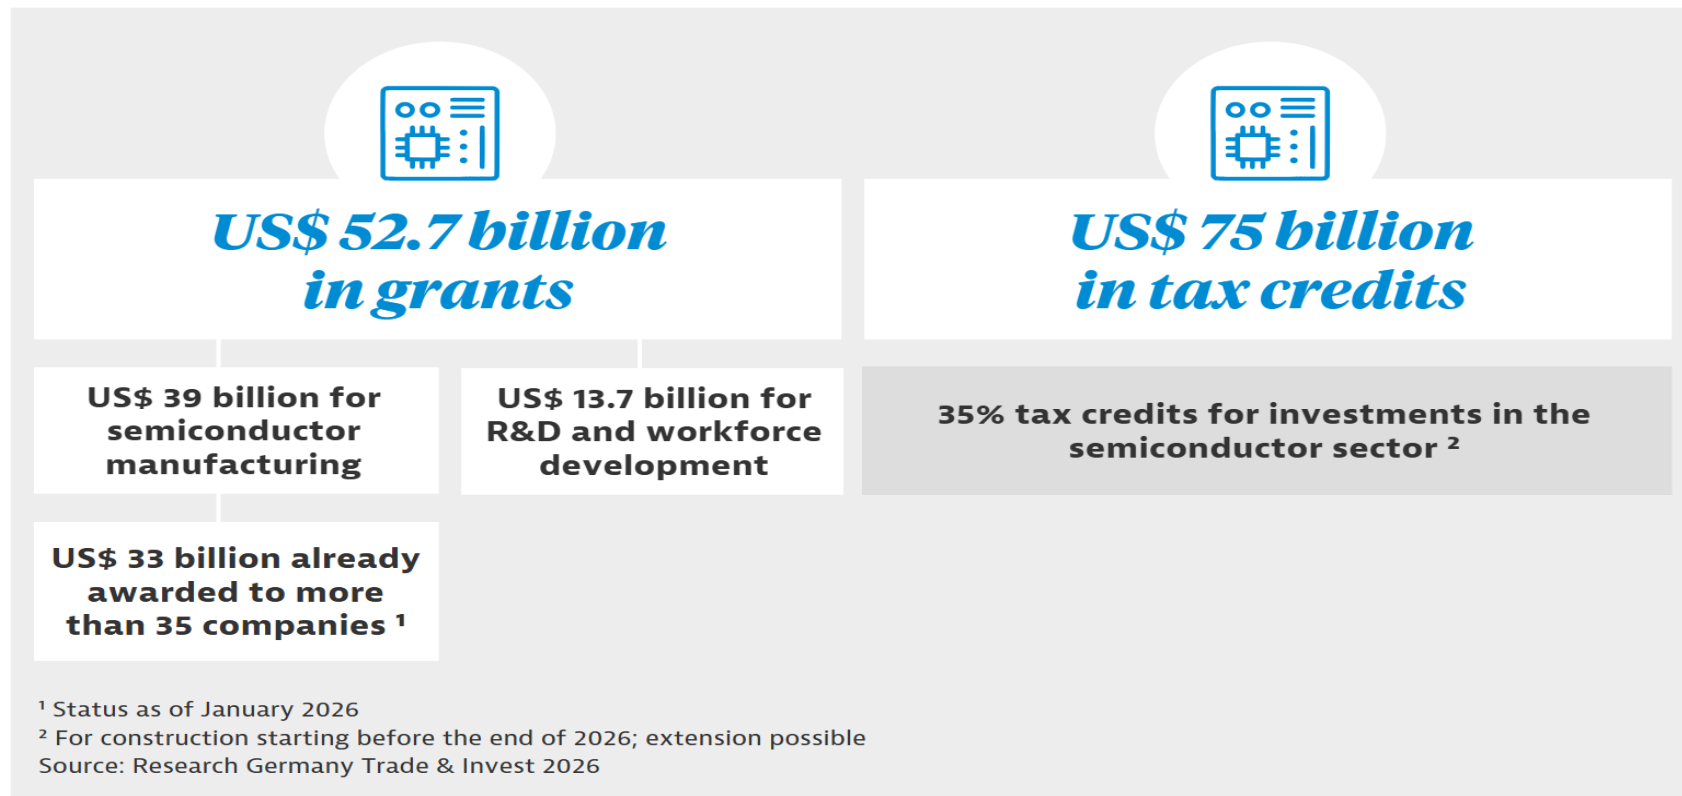 US$ 52.7 billion
in grants
US$ 75 billion
in tax credits
US$ 39 billion for
semiconductor
manufacturing
US$ 13.7 billion for
R&D and workforce
development
35% tax credits for investments in the
semiconductor sector ²
US$ 33 billion already
awarded to more
than 35 companies ¹
¹ Status as of January 2026
² For construction starting before the end of 2026; extension possible
Source: Research Germany Trade & Invest 2026